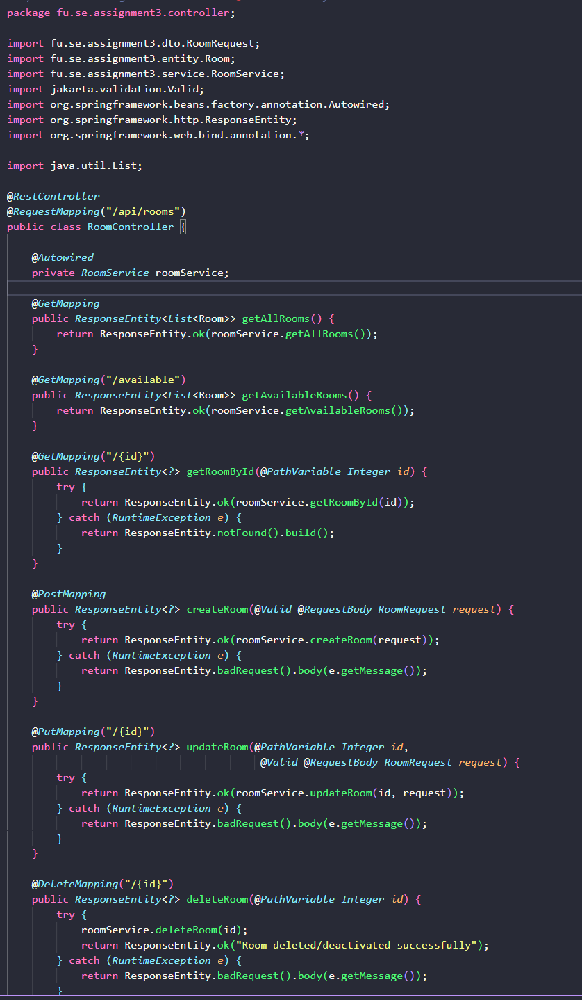 package fu.se.assignment3.controller;
import fu.se.assignment3.dto.RoomRequest;
import fu.se.assignment3.entity.Room;
import fu.se.assignment3.service.RoomService;
import jakarta.validation.Valid;
import org.springframework.beans.factory.annotation.Autowired;
import org.springframework.http.ResponseEntity;
import org.springframework.web.bind.annotation.*;
import java.util.List;
@RestController
@RequestMapping("/api/rooms")
public class RoomController {
    @Autowired
    private RoomService roomService;
    @GetMapping
    public ResponseEntity<List<Room>> getAllRooms() {
        return ResponseEntity.ok(roomService.getAllRooms());
    }
    @GetMapping("/available")
    public ResponseEntity<List<Room>> getAvailableRooms() {
        return ResponseEntity.ok(roomService.getAvailableRooms());
    }
    @GetMapping("/{id}")
    public ResponseEntity<?> getRoomById(@PathVariable Integer id) {
        try {
            return ResponseEntity.ok(roomService.getRoomById(id));
        } catch (RuntimeException e) {
            return ResponseEntity.notFound().build();
        }
    }
    @PostMapping
    public ResponseEntity<?> createRoom(@Valid @RequestBody RoomRequest request) {
        try {
            return ResponseEntity.ok(roomService.createRoom(request));
        } catch (RuntimeException e) {
            return ResponseEntity.badRequest().body(e.getMessage());
        }
    }
    @PutMapping("/{id}")
    public ResponseEntity<?> updateRoom(@PathVariable Integer id,
                                        @Valid @RequestBody RoomRequest request) {
        try {
            return ResponseEntity.ok(roomService.updateRoom(id, request));
        } catch (RuntimeException e) {
            return ResponseEntity.badRequest().body(e.getMessage());
        }
    }
    @DeleteMapping("/{id}")
    public ResponseEntity<?> deleteRoom(@PathVariable Integer id) {
        try {
            roomService.deleteRoom(id);
            return ResponseEntity.ok("Room deleted/deactivated successfully");
        } catch (RuntimeException e) {
            return ResponseEntity.badRequest().body(e.getMessage());
        }